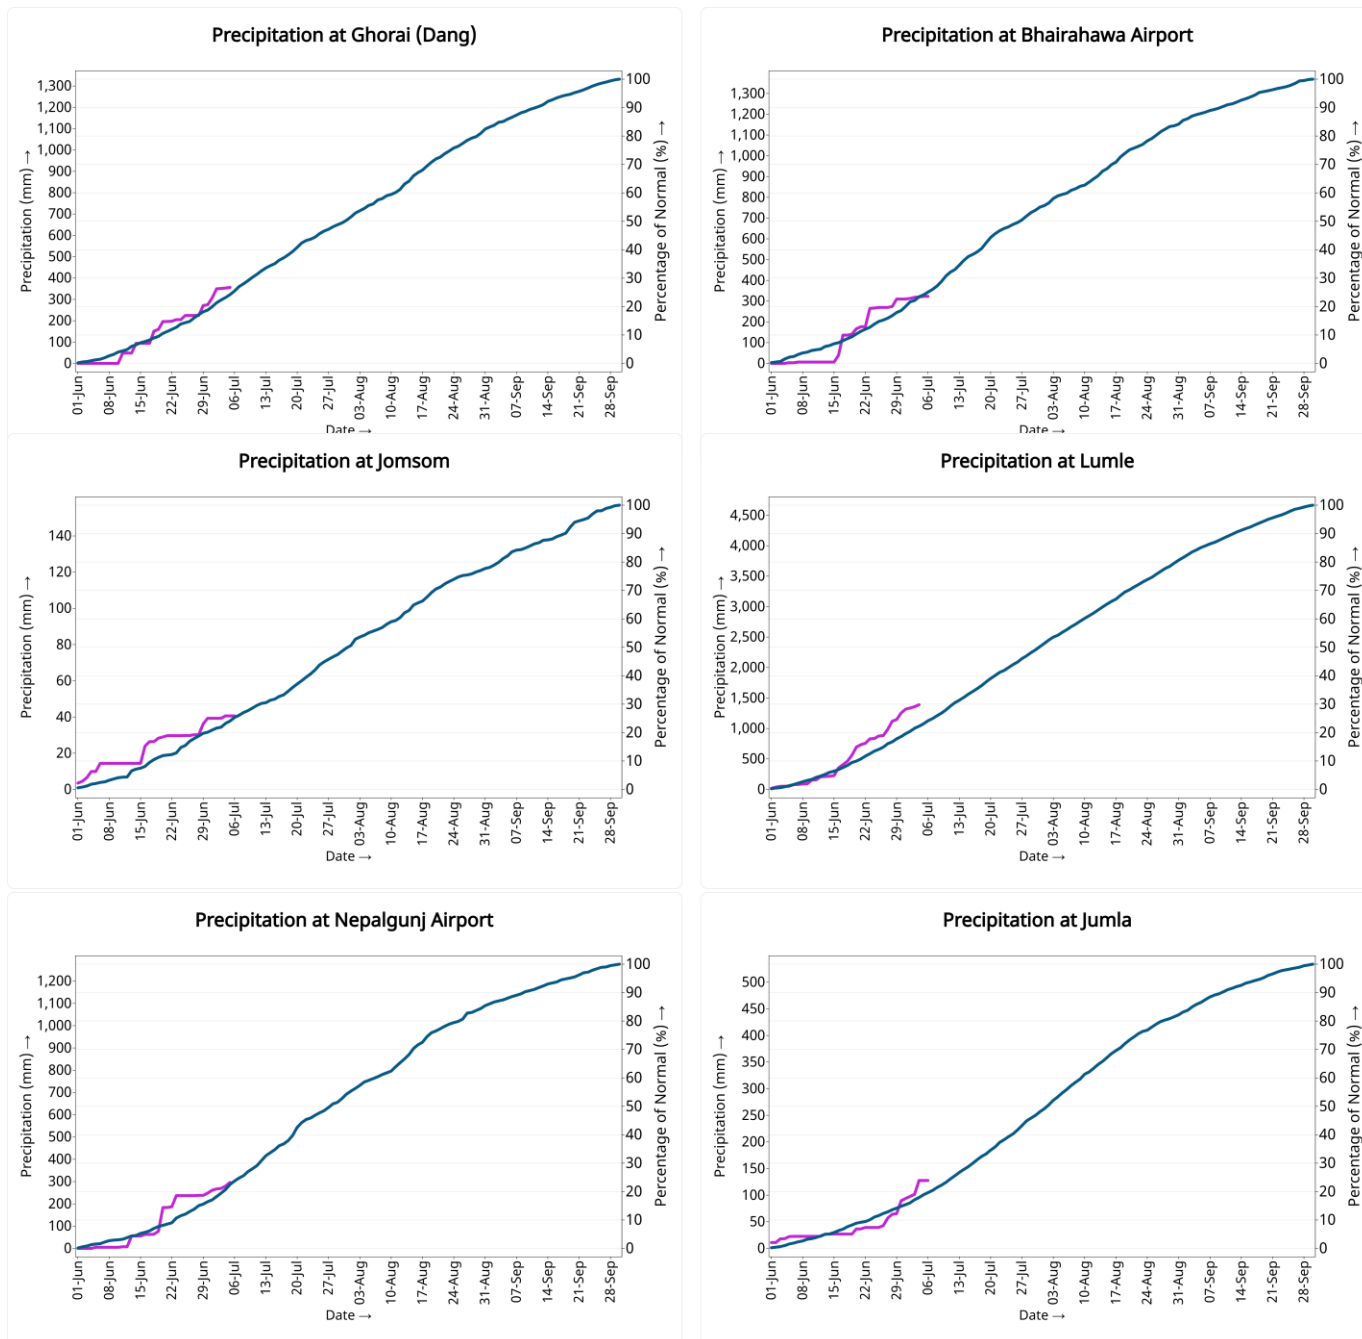 Precipitation at Ghorai (Dang)
Precipitation (mm) →
1,300
1,200
1,100
1,000
900
800
700
600
500
400
300
200
100
0
100
90
80
70
60
50
40
30
20
10
0
Percentage of Normal (%) →
01-Jun
08-Jun
15-Jun
22-Jun
29-Jun
06-Jul
13-Jul
20-Jul
27-Jul
03-Aug
10-Aug
17-Aug
24-Aug
31-Aug
07-Sep
14-Sep
21-Sep
28-Sep
Date →
Precipitation at Bhairahawa Airport
Precipitation (mm) →
1,300
1,200
1,100
1,000
900
800
700
600
500
400
300
200
100
0
100
90
80
70
60
50
40
30
20
10
0
Percentage of Normal (%) →
01-Jun
08-Jun
15-Jun
22-Jun
29-Jun
06-Jul
13-Jul
20-Jul
27-Jul
03-Aug
10-Aug
17-Aug
24-Aug
31-Aug
07-Sep
14-Sep
21-Sep
28-Sep
Date →
Precipitation at Jomsom
Precipitation (mm) →
140
120
100
80
60
40
20
0
100
90
80
70
60
50
40
30
20
10
0
Percentage of Normal (%) →
01-Jun
08-Jun
15-Jun
22-Jun
29-Jun
06-Jul
13-Jul
20-Jul
27-Jul
03-Aug
10-Aug
17-Aug
24-Aug
31-Aug
07-Sep
14-Sep
21-Sep
28-Sep
Date →
Precipitation at Lumle
Precipitation (mm) →
4,500
4,000
3,500
3,000
2,500
2,000
1,500
1,000
500
0
100
90
80
70
60
50
40
30
20
10
0
Percentage of Normal (%) →
01-Jun
08-Jun
15-Jun
22-Jun
29-Jun
06-Jul
13-Jul
20-Jul
27-Jul
03-Aug
10-Aug
17-Aug
24-Aug
31-Aug
07-Sep
14-Sep
21-Sep
28-Sep
Date →
Precipitation at Nepalgunj Airport
Precipitation (mm) →
1,200
1,100
1,000
900
800
700
600
500
400
300
200
100
0
100
90
80
70
60
50
40
30
20
10
0
Percentage of Normal (%) →
01-Jun
08-Jun
15-Jun
22-Jun
29-Jun
06-Jul
13-Jul
20-Jul
27-Jul
03-Aug
10-Aug
17-Aug
24-Aug
31-Aug
07-Sep
14-Sep
21-Sep
28-Sep
Date →
Precipitation at Jumla
Precipitation (mm) →
500
450
400
350
300
250
200
150
100
50
0
100
90
80
70
60
50
40
30
20
10
0
Percentage of Normal (%) →
01-Jun
08-Jun
15-Jun
22-Jun
29-Jun
06-Jul
13-Jul
20-Jul
27-Jul
03-Aug
10-Aug
17-Aug
24-Aug
31-Aug
07-Sep
14-Sep
21-Sep
28-Sep
Date →